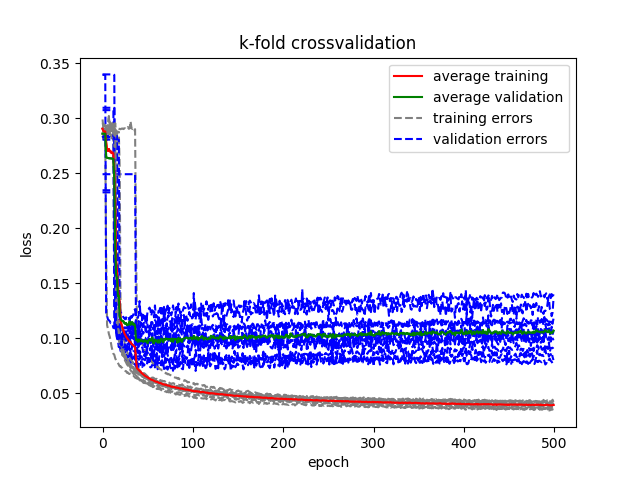 k-fold crossvalidation
0.35
0.30
0.25
0.20
0.15
0.10
0.05
loss
average training
average validation
training errors
validation errors
0 100 200 300 400 500
epoch